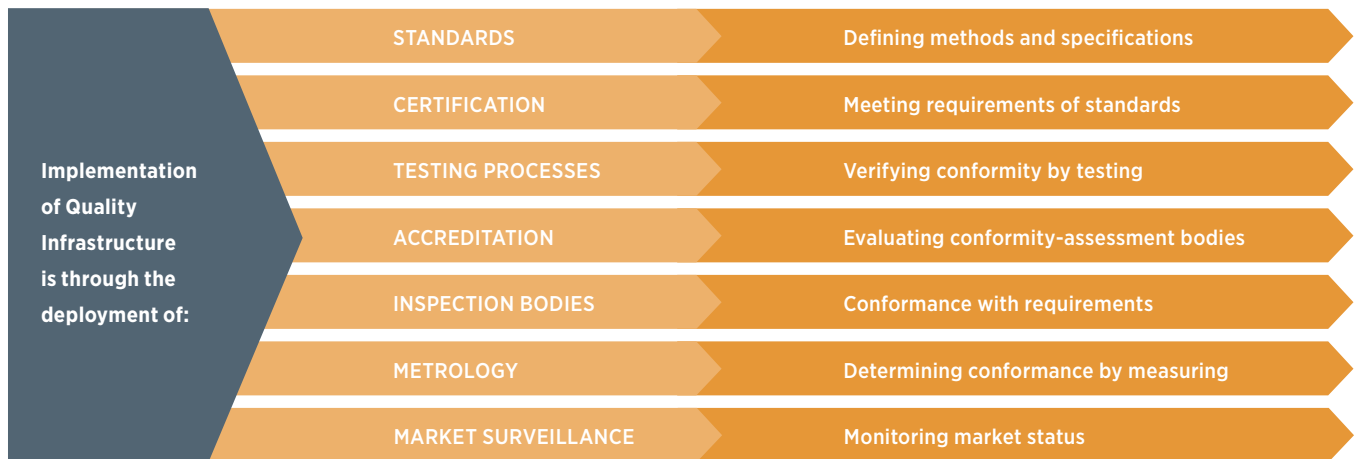 Implementation
of Quality
Infrastructure
is through the
deployment of:
STANDARDS
Defining methods and specifications
CERTIFICATION
Meeting requirements of standards
TESTING PROCESSES
Verifying conformity by testing
ACCREDITATION
Evaluating conformity-assessment bodies
INSPECTION BODIES
Conformance with requirements
METROLOGY
Determining conformance by measuring
MARKET SURVEILLANCE
Monitoring market status